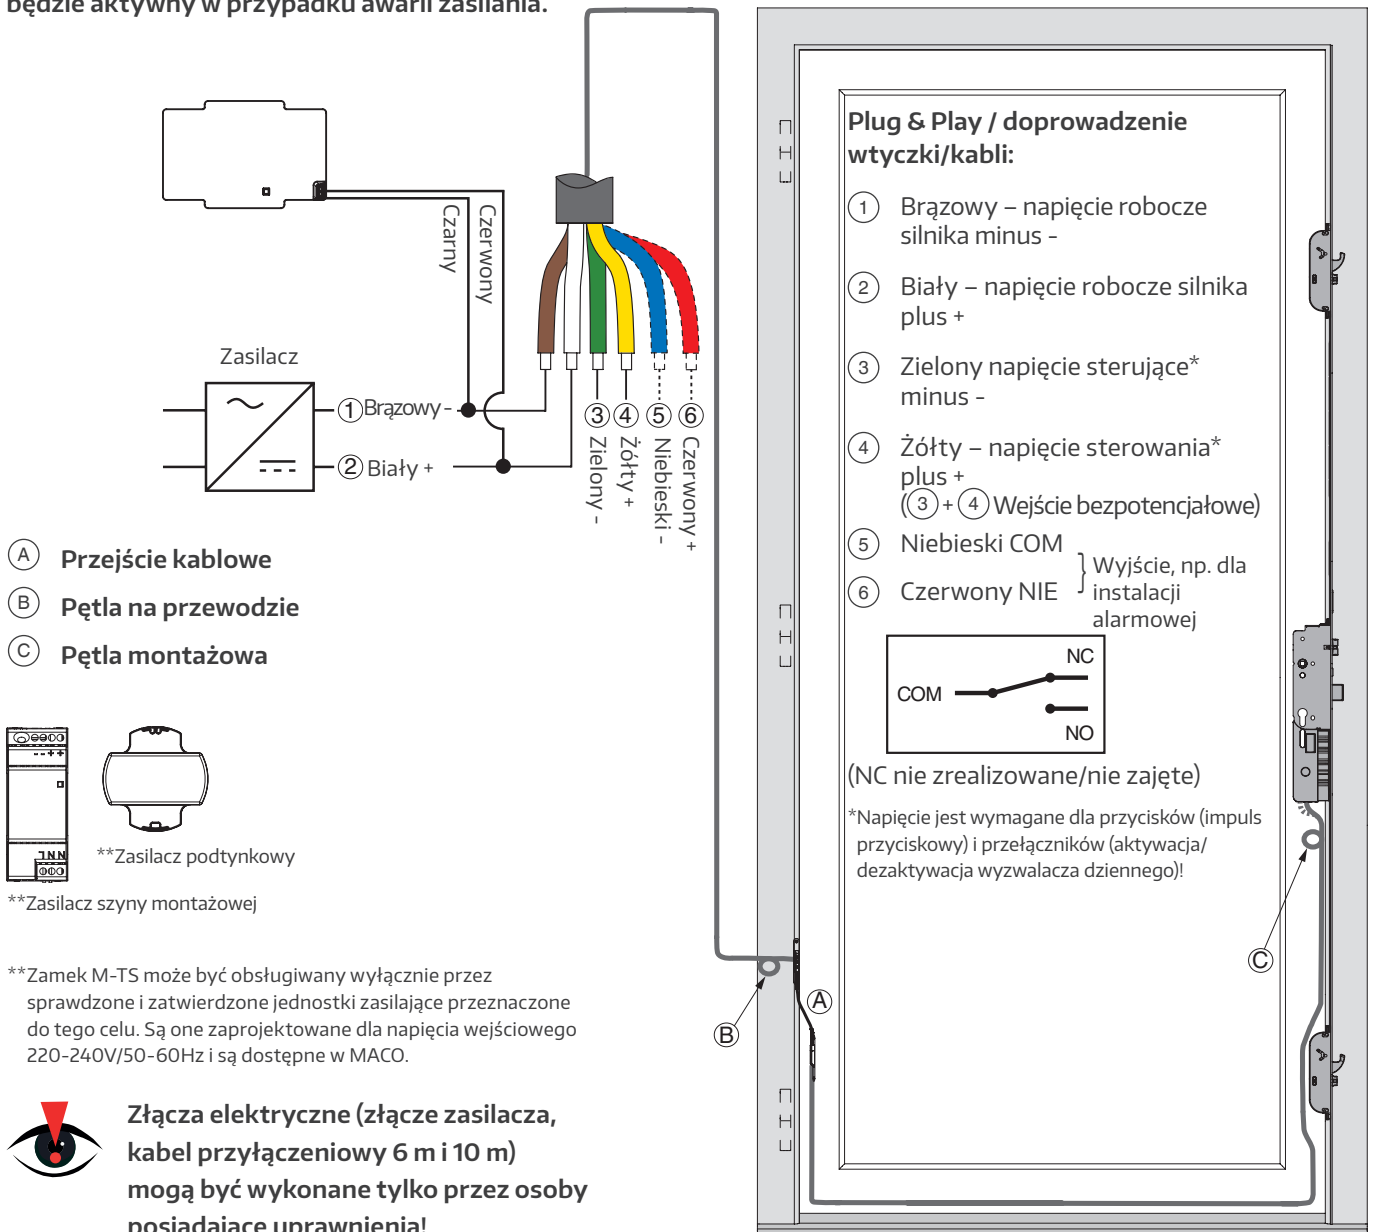 będzie aktywny w przypadku awarii zasilania.
Czarny
Czerwony
Zasilacz
1 Brązowy -
2 Biały +
3 Zielony -
4 Żółty +
5 Niebieski -
6 Czerwony +
A Przejście kablowe
B Pętla na przewodzie
C Pętla montażowa
--++
LNN
**Zasilacz podtynkowy
**Zasilacz szyny montażowej
**Zamek M-TS może być obsługiwany wyłącznie przez
sprawdzone i zatwierdzone jednostki zasilające przeznaczone
do tego celu. Są one zaprojektowane dla napięcia wejściowego
220-240V/50-60Hz i są dostępne w MACO.
Złącza elektryczne (złącze zasilacza,
kabel przyłączeniowy 6 m i 10 m)
mogą być wykonane tylko przez osoby
posiadające uprawnienia!
Plug & Play / doprowadzenie
wtyczki/kabli:
1 Brązowy – napięcie robocze
silnika minus -
2 Biały – napięcie robocze silnika
plus +
3 Zielony napięcie sterujące*
minus -
4 Żółty – napięcie sterowania*
plus +
(3 + 4 Wejście bezpotencjałowe)
5 Niebieski COM
6 Czerwony NIE
} Wyjście, np. dla
instalacji
alarmowej
NC
COM
NO
(NC nie zrealizowane/nie zajęte)
*Napięcie jest wymagane dla przycisków (impuls
przyciskowy) i przełączników (aktywacja/
dezaktywacja wyzwalacza dziennego)!
A
B
C